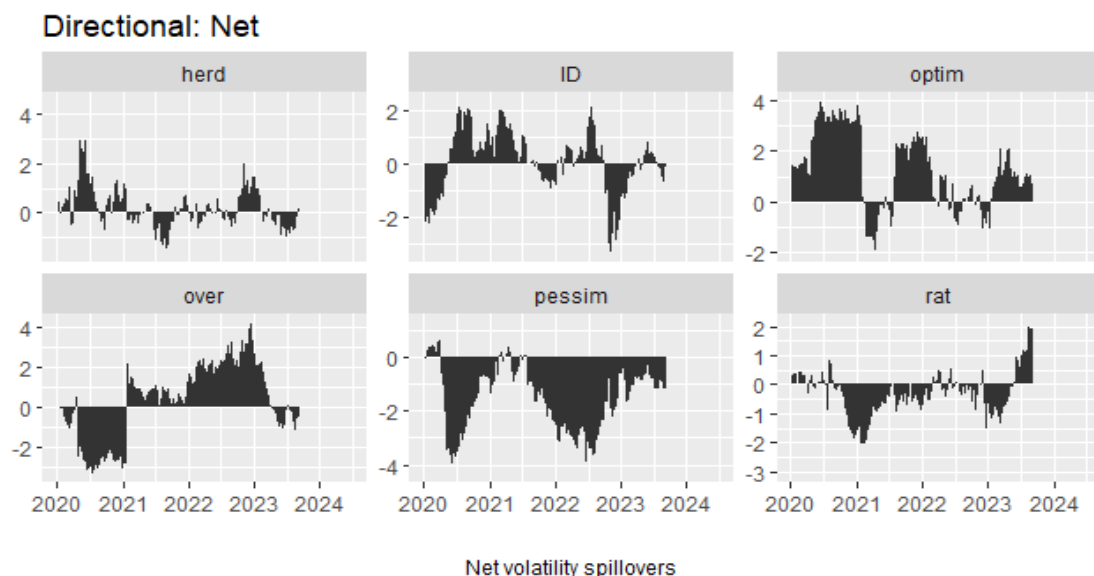 Directional: Net
herd ID optim
4 2 0
2 0 -2
4 2 0 -2
over pessim rat
4 2 0 -2
0 -2 -4
2 1 0 -1 -2 -3
2020 2021 2022 2023 2024 2020 2021 2022 2023 2024 2020 2021 2022 2023 2024
Net volatility spillovers